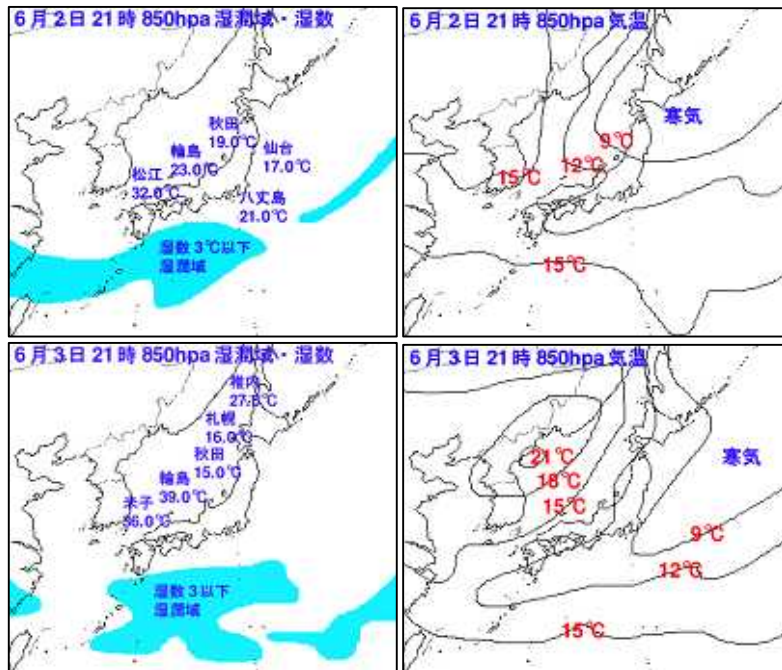 6月2日21時850hpa 湿潤域・湿数
秋田
19.0℃
輪島
23.0℃
仙台
17.0℃
松江
32.0℃
八丈島
21.0℃
湿数3℃以下
湿潤域
6月2日21時850hpa 気温
寒気
9℃
12℃
15℃
15℃
6月3日21時850hpa 湿潤域・湿数
稚内
27.5℃
札幌
16.0℃
秋田
15.0℃
輪島
39.0℃
米子
湿数3以下
湿潤域
6月3日21時850hpa 気温
寒気
21℃
18℃
15℃
9℃
12℃
15℃